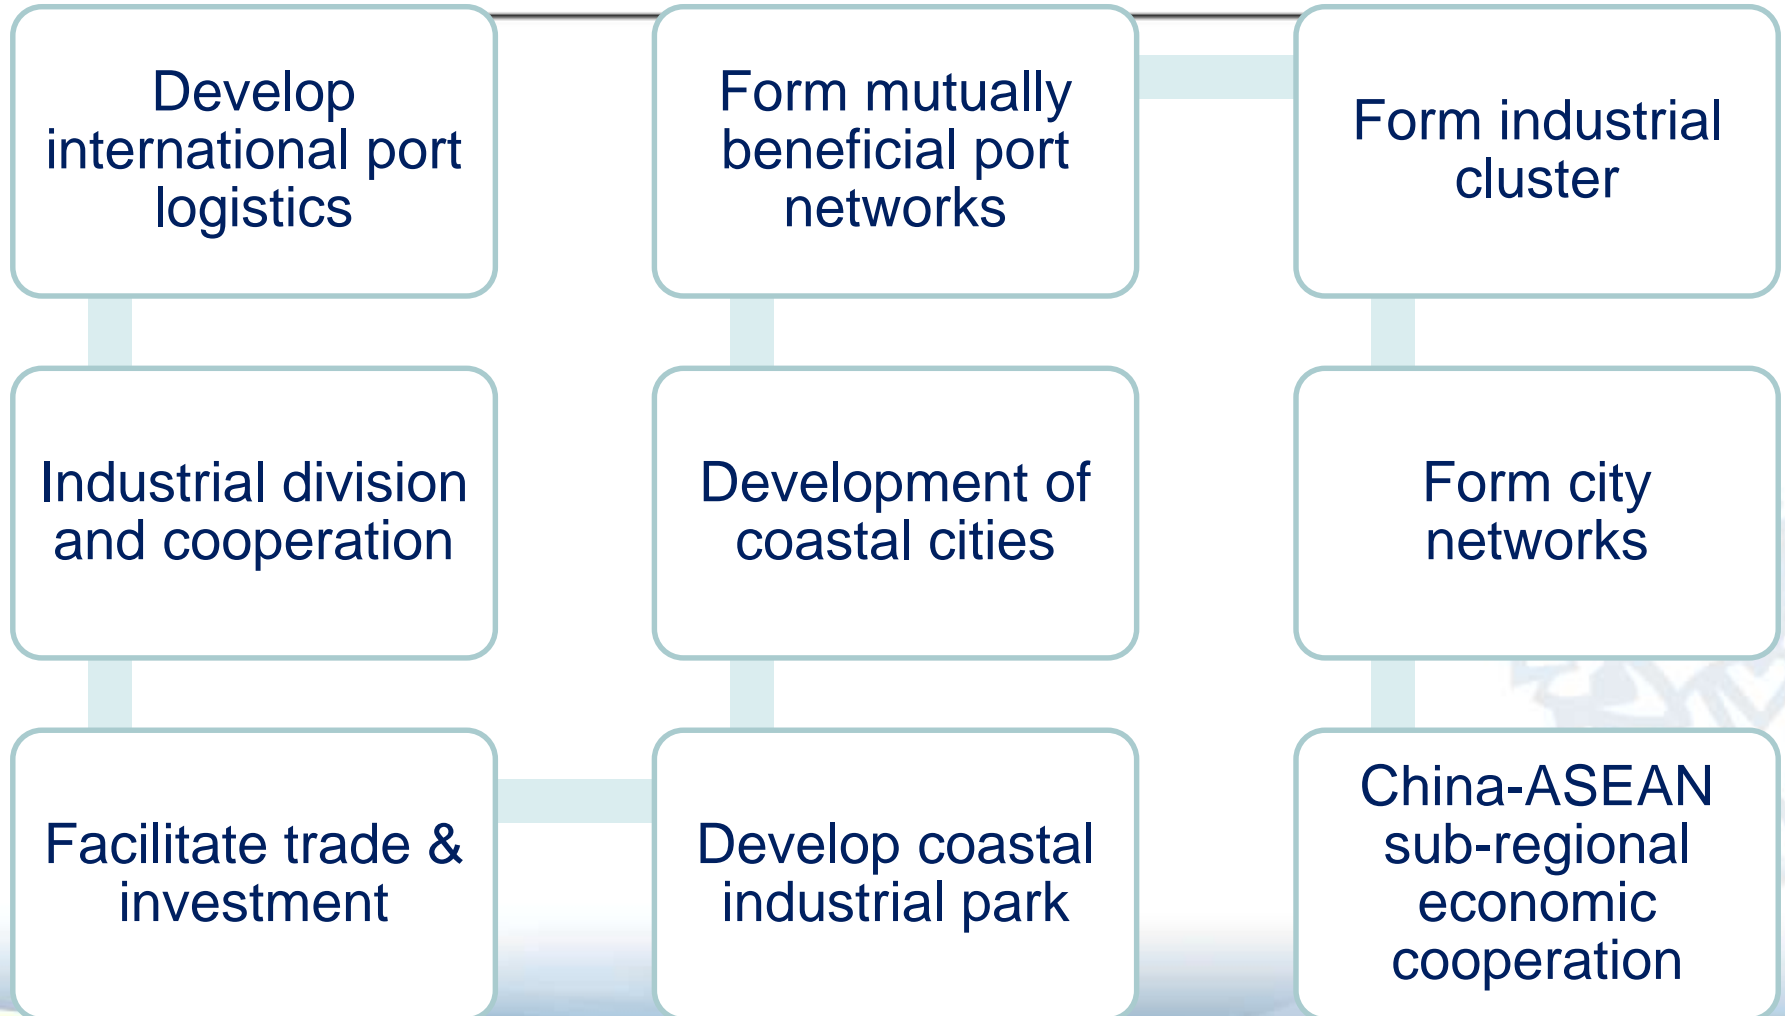 Develop
international port
logistics
Industrial division
and cooperation
Facilitate trade &
investment
Develop coastal
industrial park
Development of
coastal cities
Form mutually
beneficial port
networks
Form industrial
cluster
Form city
networks
China-ASEAN
sub-regional
economic
cooperation